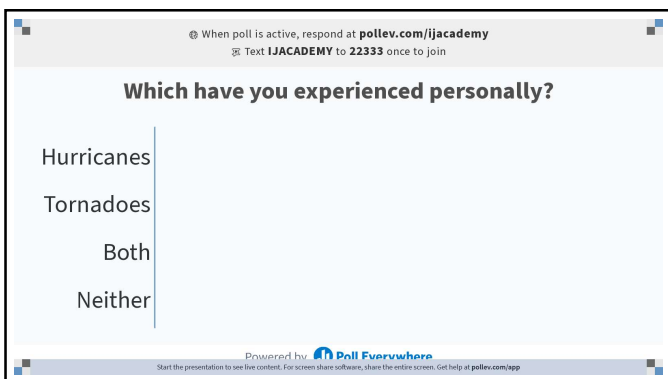 When poll is active, respond at pollev.com/ijacademy
Text IJACADEMY to 22333 once to join
Which have you experienced personally?
Hurricanes
Tornadoes
Both
Neither
Powered by Poll Everywhere
Start the presentation to see live content. For screen share software, share the entire screen. Get help at pollev.com/app